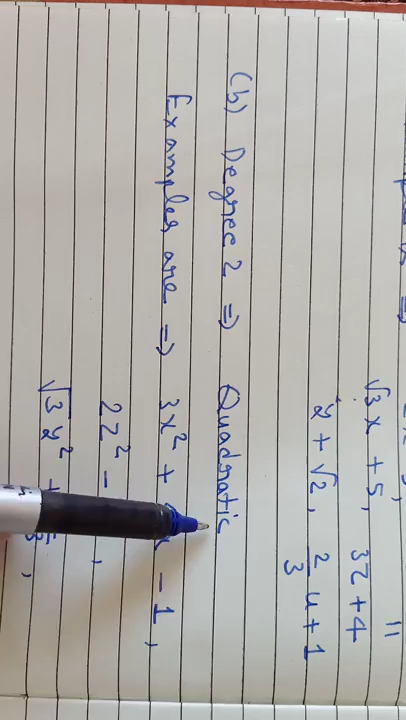 √3x + 5, 3z + 4
y + √2, 2/3 u + 1
(b) Degree 2 => Quadratic
Examples are => 3x² + - 1,
2z² - ,
√3 y² + ,